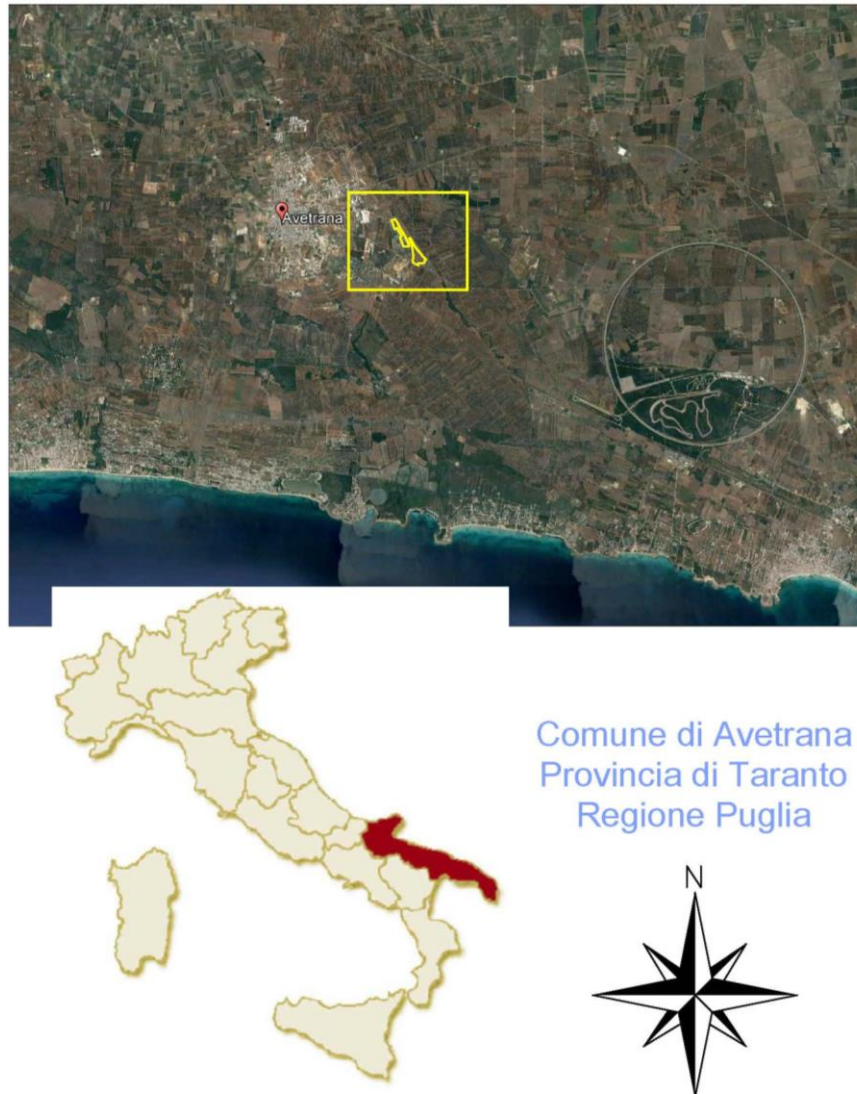 Avetrana
Comune di Avetrana
Provincia di Taranto
Regione Puglia
N